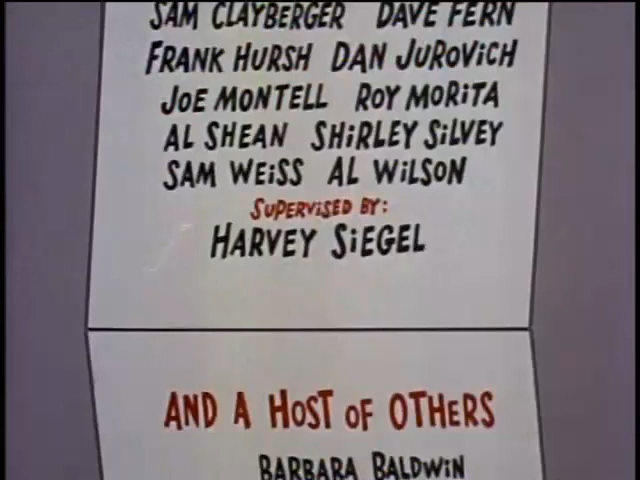 SAM CLAYBERGER DAVE FERN
FRANK HURSH DAN JUROViCH
JOE MONTELL ROY MORiTA
AL SHEAN SHiRLEY SiLVEY
SAM WEiSS AL WiLSON
SUPERViSED BY:
HARVEY SiEGEL
AND A HOST OF OTHERS
BARBARA BALDWiN